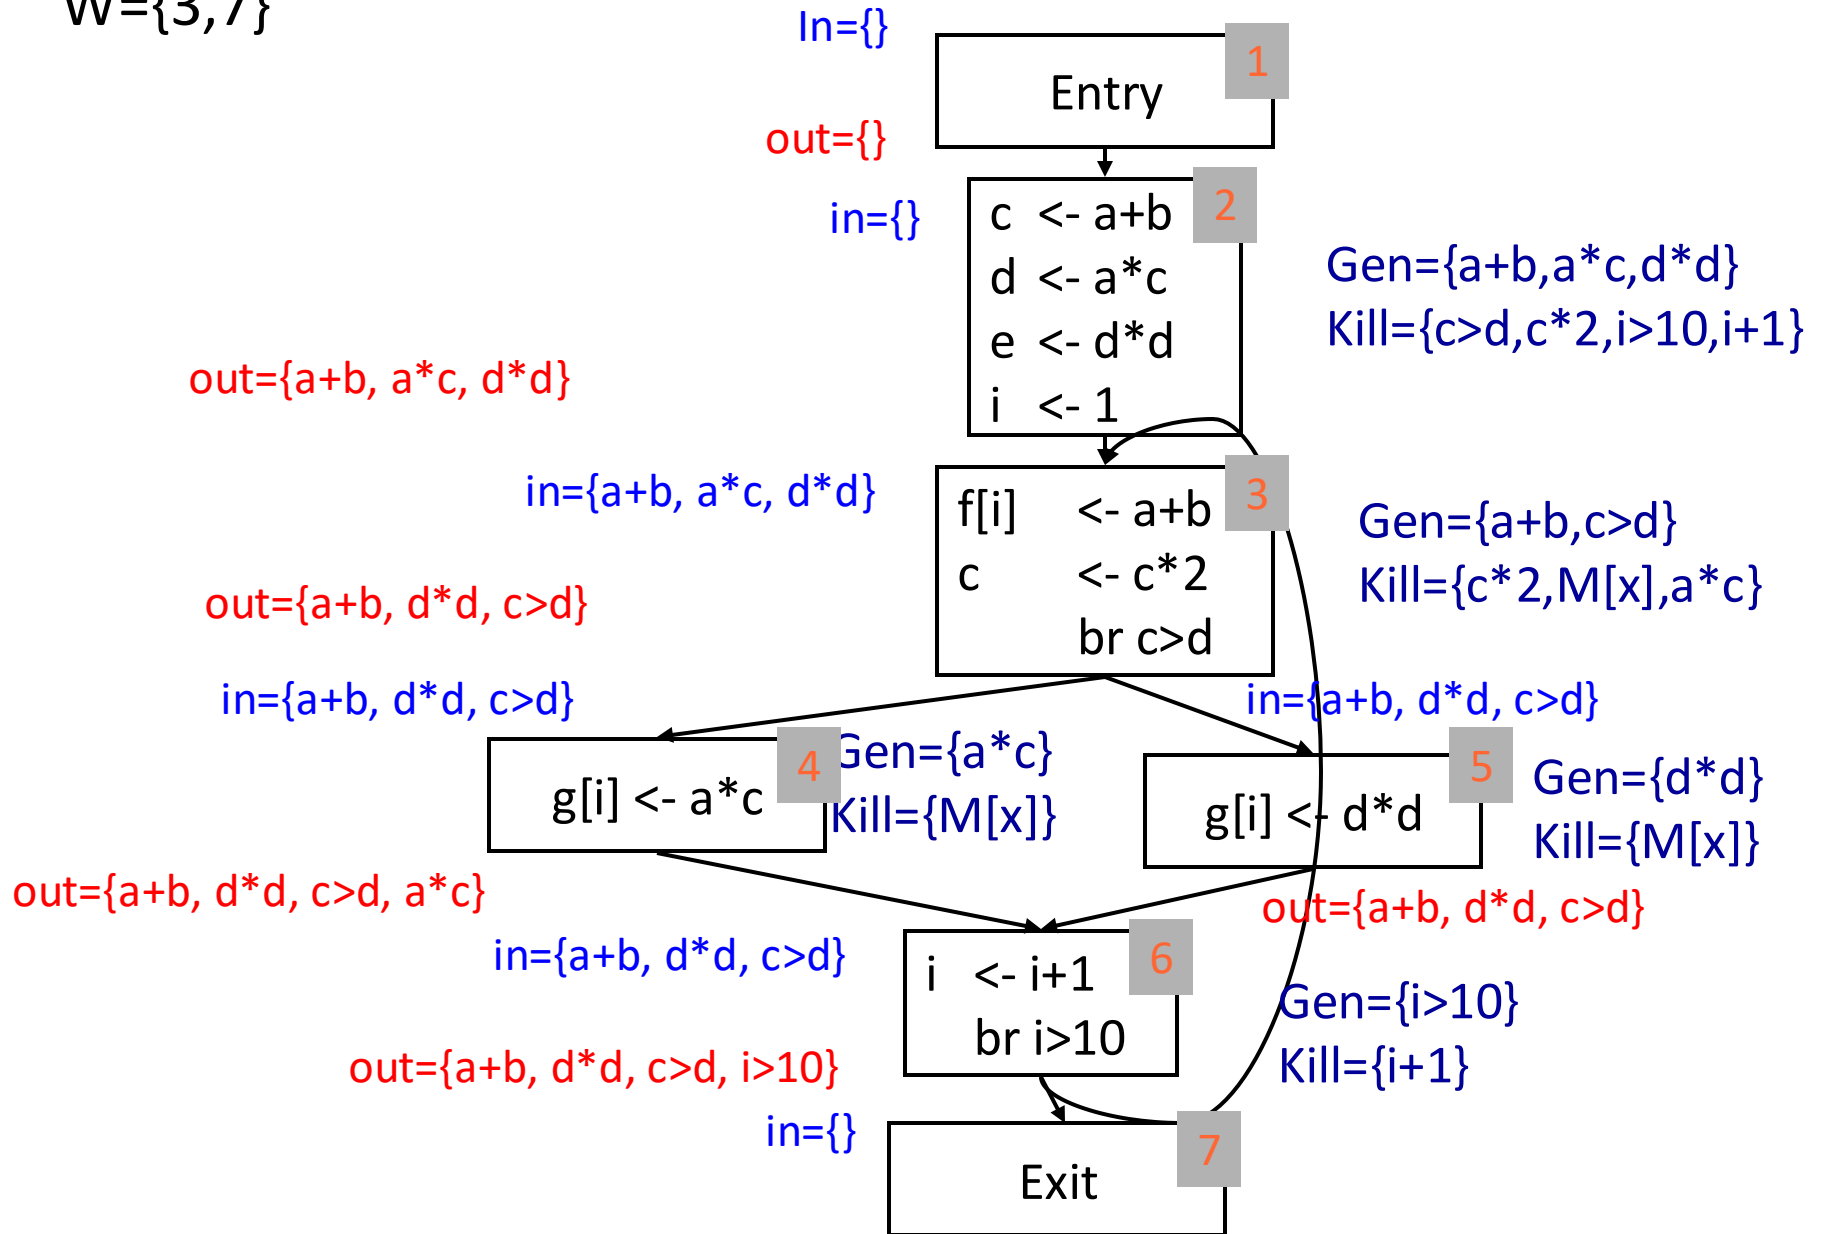 W={3,7}
In={}
1
Entry
out={}
2
in={}
c <- a+b
d <- a*c
e <- d*d
i <- 1
Gen={a+b,a*c,d*d}
Kill={c>d,c*2,i>10,i+1}
out={a+b, a*c, d*d}
in={a+b, a*c, d*d}
3
f[i] <- a+b
c <- c*2
br c>d
Gen={a+b,c>d}
Kill={c*2,M[x],a*c}
out={a+b, d*d, c>d}
in={a+b, d*d, c>d}
in={a+b, d*d, c>d}
4
g[i] <- a*c
Gen={a*c}
Kill={M[x]}
5
g[i] <- d*d
Gen={d*d}
Kill={M[x]}
out={a+b, d*d, c>d, a*c}
out={a+b, d*d, c>d}
in={a+b, d*d, c>d}
6
i <- i+1
br i>10
Gen={i>10}
Kill={i+1}
out={a+b, d*d, c>d, i>10}
in={}
7
Exit